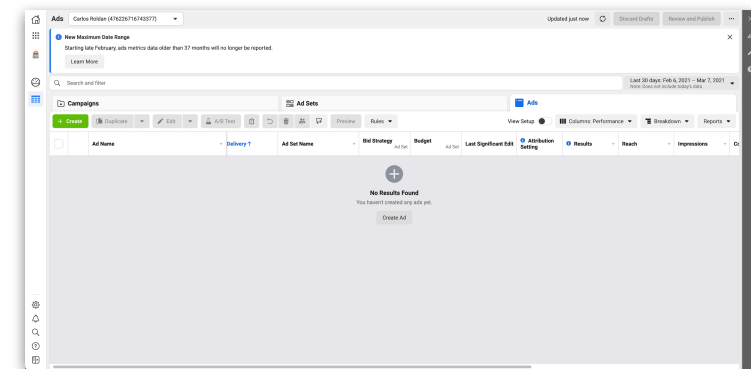 Ads Carlos Roldan (476226716743377) Updated just now Discard Drafts Review and Publish
New Maximum Date Range
Starting late February, ads metrics data older than 37 months will no longer be reported.
Learn More
Search and filter Last 30 days: Feb 6, 2021 – Mar 7, 2021
Note: Does not include today's data
Campaigns Ad Sets Ads
+ Create Duplicate Edit A/B Test Preview Rules View Setup Columns: Performance Breakdown Reports
Ad Name Delivery ↑ Ad Set Name Bid Strategy Ad Set Budget Ad Set Last Significant Edit Attribution Setting Results Reach Impressions
No Results Found
You haven't created any ads yet.
Create Ad